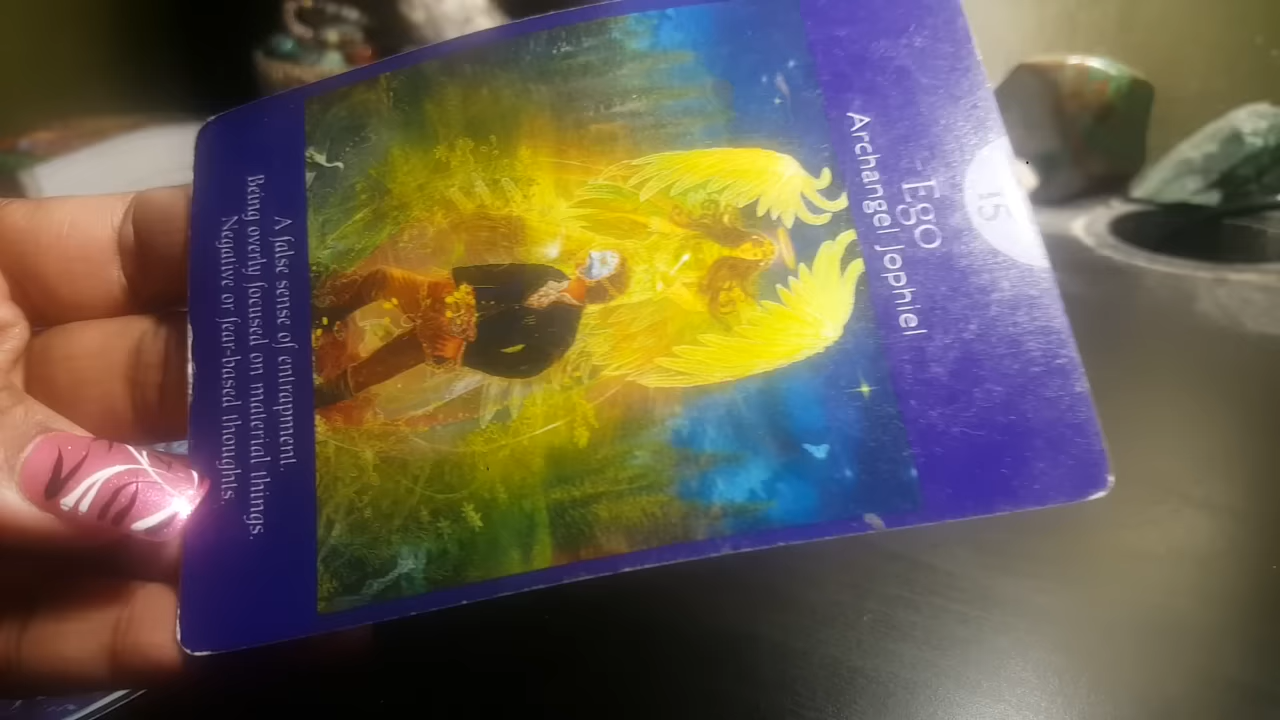 15
Ego
Archangel Jophiel
A false sense of entrapment.
Being overly focused on material things.
Negative or fear-based thoughts.